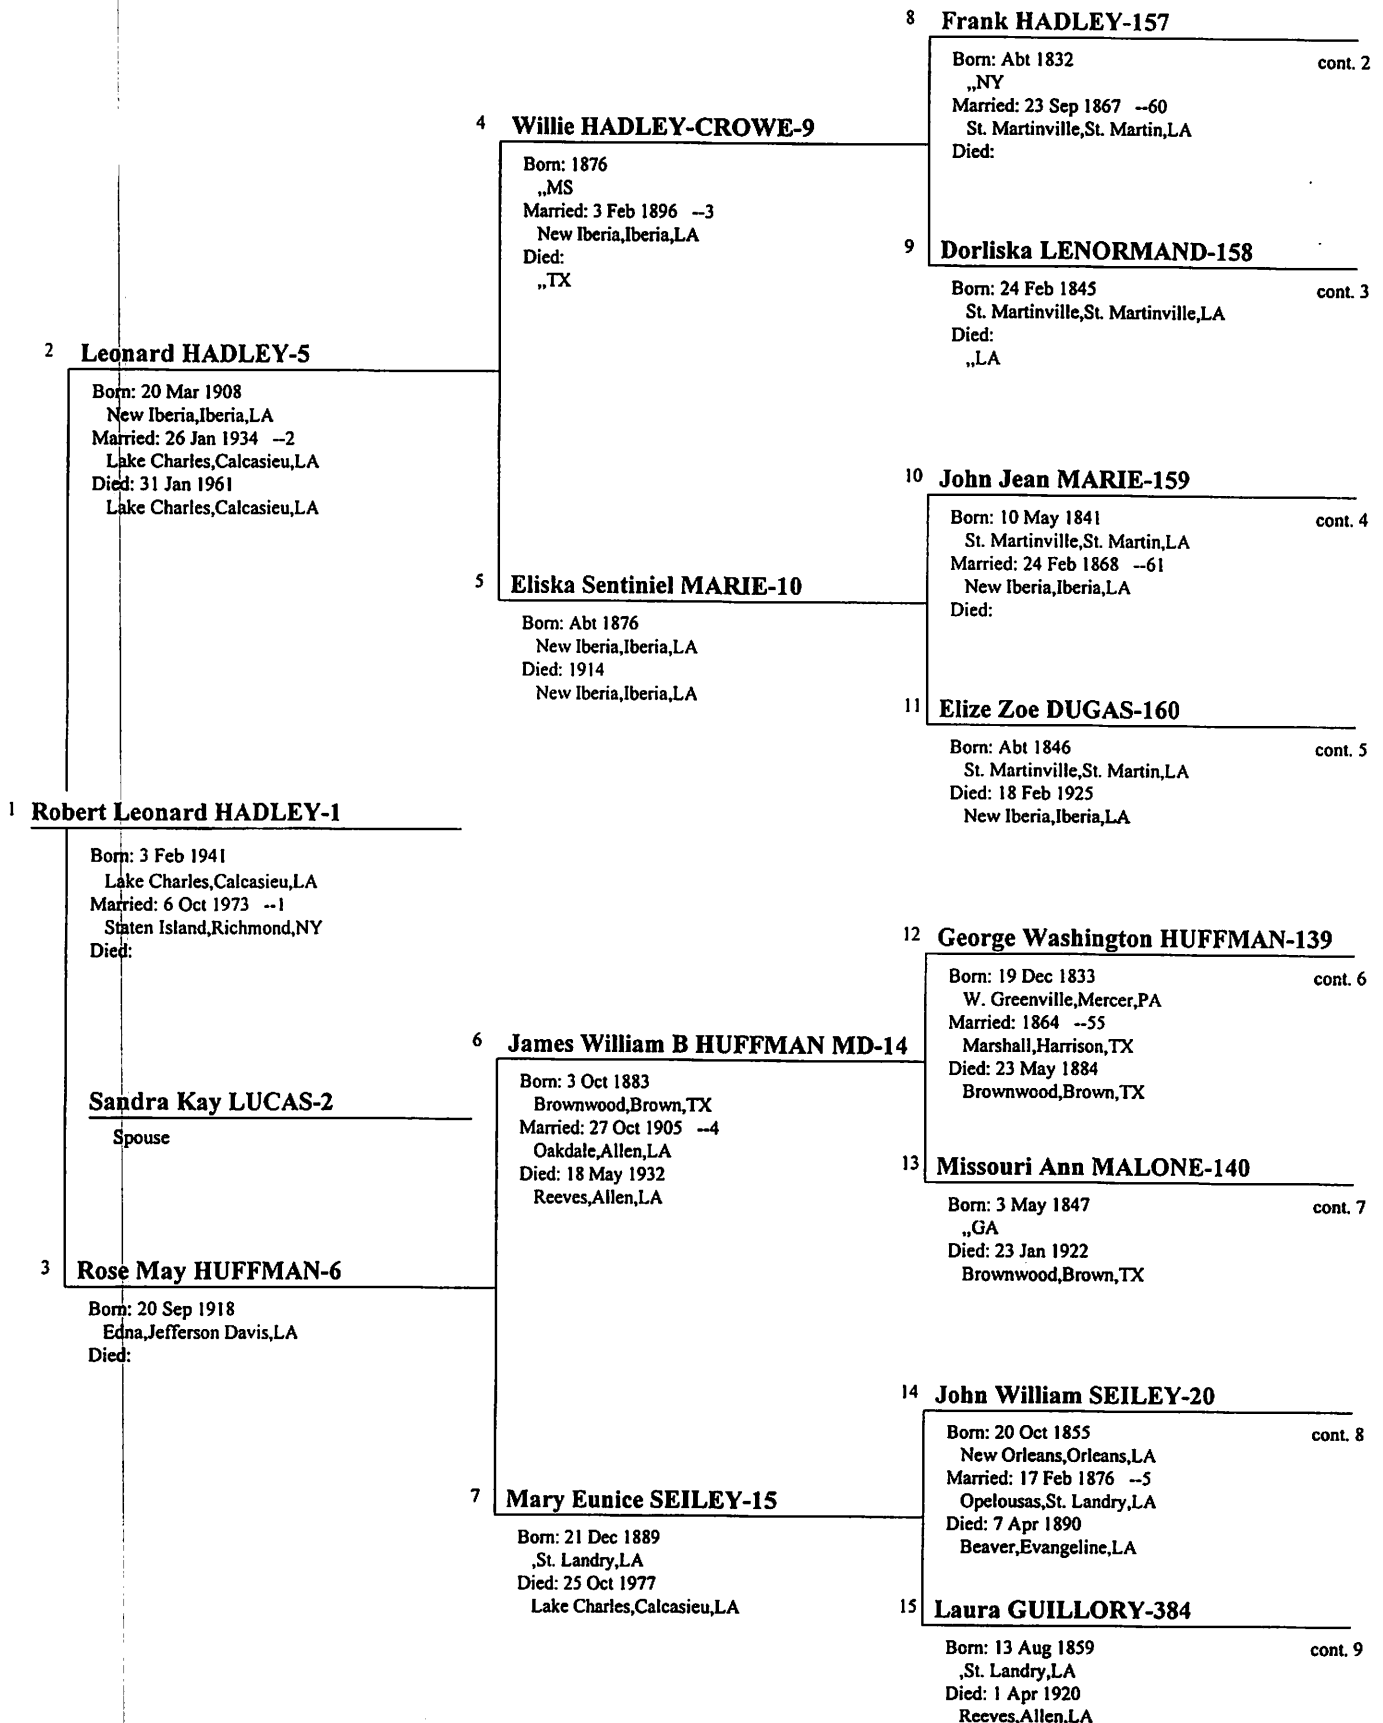 8 Frank HADLEY-157
Born: Abt 1832 cont. 2
,,NY
Married: 23 Sep 1867 --60
St. Martinville,St. Martin,LA
Died:
4 Willie HADLEY-CROWE-9
Born: 1876
,,MS
Married: 3 Feb 1896 --3
New Iberia,Iberia,LA
Died:
,,TX
9 Dorliska LENORMAND-158
Born: 24 Feb 1845 cont. 3
St. Martinville,St. Martinville,LA
Died:
,,LA
2 Leonard HADLEY-5
Born: 20 Mar 1908
New Iberia,Iberia,LA
Married: 26 Jan 1934 --2
Lake Charles,Calcasieu,LA
Died: 31 Jan 1961
Lake Charles,Calcasieu,LA
10 John Jean MARIE-159
Born: 10 May 1841 cont. 4
St. Martinville,St. Martin,LA
Married: 24 Feb 1868 --61
New Iberia,Iberia,LA
Died:
5 Eliska Sentiniel MARIE-10
Born: Abt 1876
New Iberia,Iberia,LA
Died: 1914
New Iberia,Iberia,LA
11 Elize Zoe DUGAS-160
Born: Abt 1846 cont. 5
St. Martinville,St. Martin,LA
Died: 18 Feb 1925
New Iberia,Iberia,LA
1 Robert Leonard HADLEY-1
Born: 3 Feb 1941
Lake Charles,Calcasieu,LA
Married: 6 Oct 1973 --1
Staten Island,Richmond,NY
Died:
12 George Washington HUFFMAN-139
Born: 19 Dec 1833 cont. 6
W. Greenville,Mercer,PA
Married: 1864 --55
Marshall,Harrison,TX
Died: 23 May 1884
Brownwood,Brown,TX
6 James William B HUFFMAN MD-14
Born: 3 Oct 1883
Brownwood,Brown,TX
Married: 27 Oct 1905 --4
Oakdale,Allen,LA
Died: 18 May 1932
Reeves,Allen,LA
Sandra Kay LUCAS-2
Spouse
13 Missouri Ann MALONE-140
Born: 3 May 1847 cont. 7
,,GA
Died: 23 Jan 1922
Brownwood,Brown,TX
3 Rose May HUFFMAN-6
Born: 20 Sep 1918
Edna,Jefferson Davis,LA
Died:
14 John William SEILEY-20
Born: 20 Oct 1855 cont. 8
New Orleans,Orleans,LA
Married: 17 Feb 1876 --5
Opelousas,St. Landry,LA
Died: 7 Apr 1890
Beaver,Evangeline,LA
7 Mary Eunice SEILEY-15
Born: 21 Dec 1889
,St. Landry,LA
Died: 25 Oct 1977
Lake Charles,Calcasieu,LA
15 Laura GUILLORY-384
Born: 13 Aug 1859 cont. 9
,St. Landry,LA
Died: 1 Apr 1920
Reeves,Allen,LA